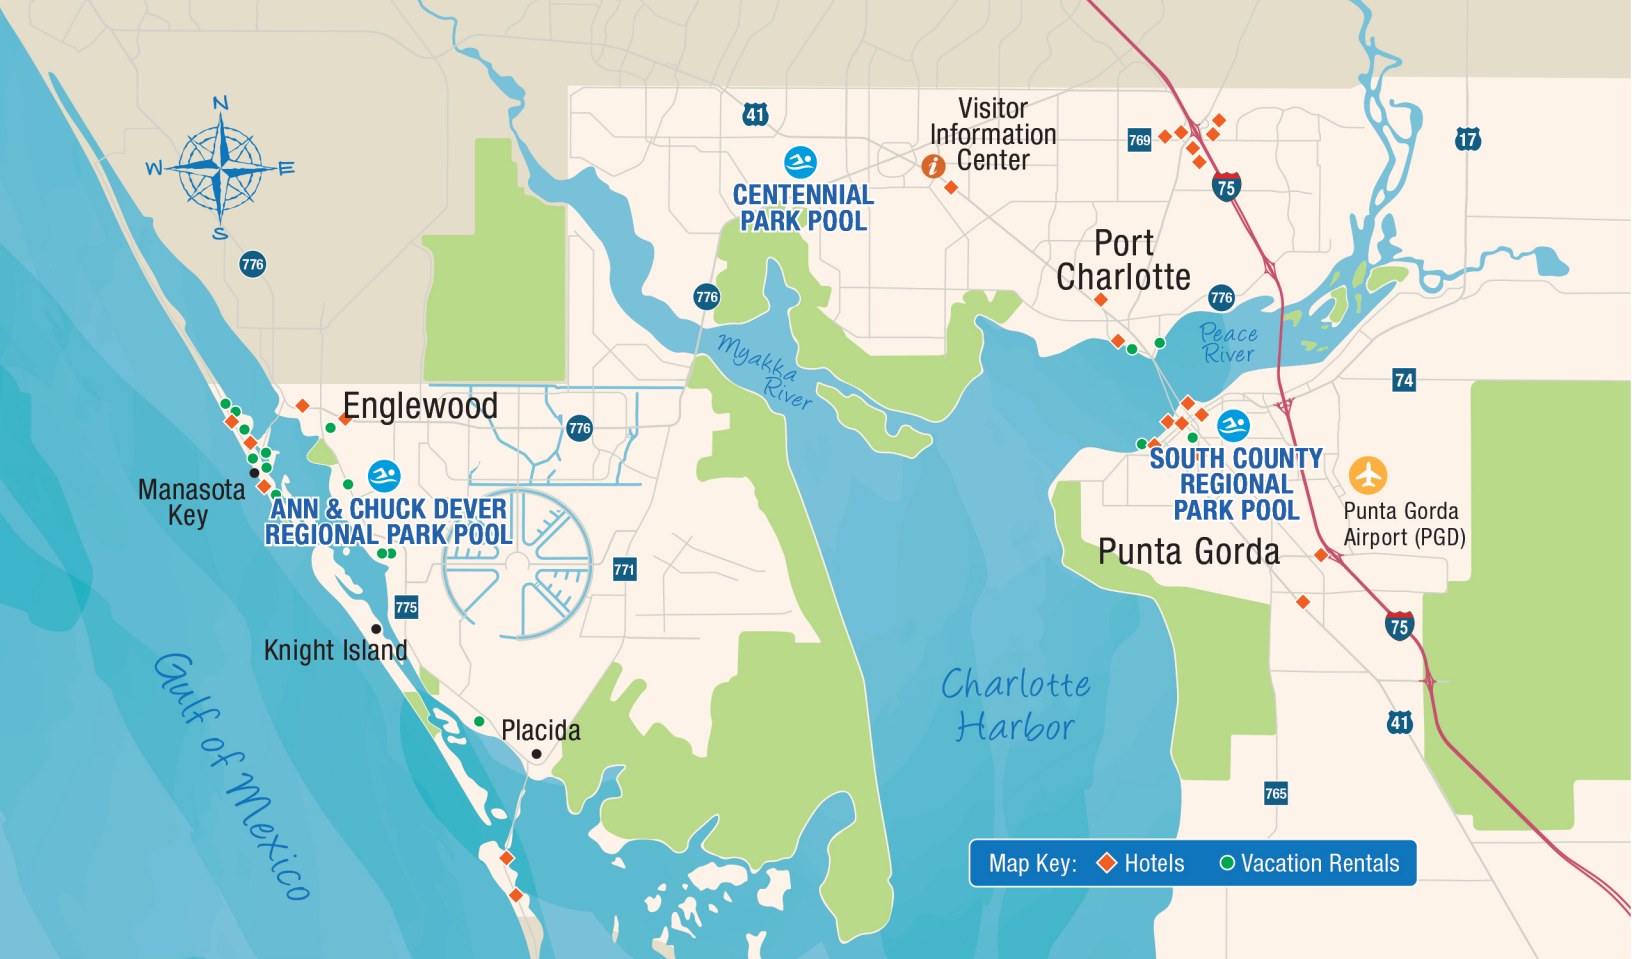 N
W
E
S
776
41
Visitor
Information
Center
i
769
17
75
CENTENNIAL
PARK POOL
Port
Charlotte
776
776
Peace
River
Myakka
River
74
Englewood
776
Manasota
Key
ANN & CHUCK DEVER
REGIONAL PARK POOL
SOUTH COUNTY
REGIONAL
PARK POOL
Punta Gorda
Airport (PGD)
Punta Gorda
771
775
75
Knight Island
Gulf of Mexico
Charlotte
Harbor
Placida
41
765
Map Key: Hotels Vacation Rentals